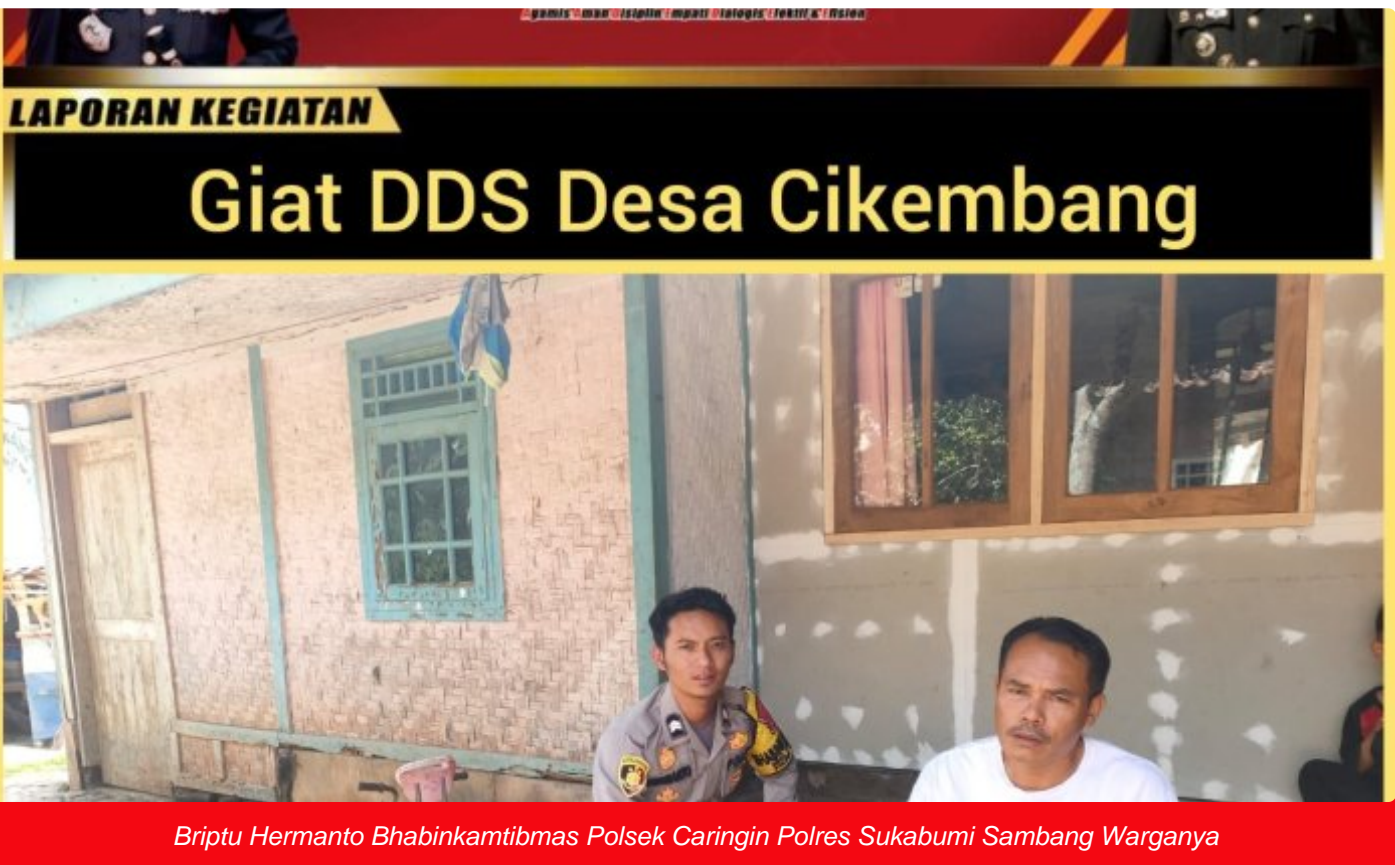 LAPORAN KEGIATAN
Giat DDS Desa Cikembang
Briptu Hermanto Bhabinkamtibmas Polsek Caringin Polres Sukabumi Sambang Warganya